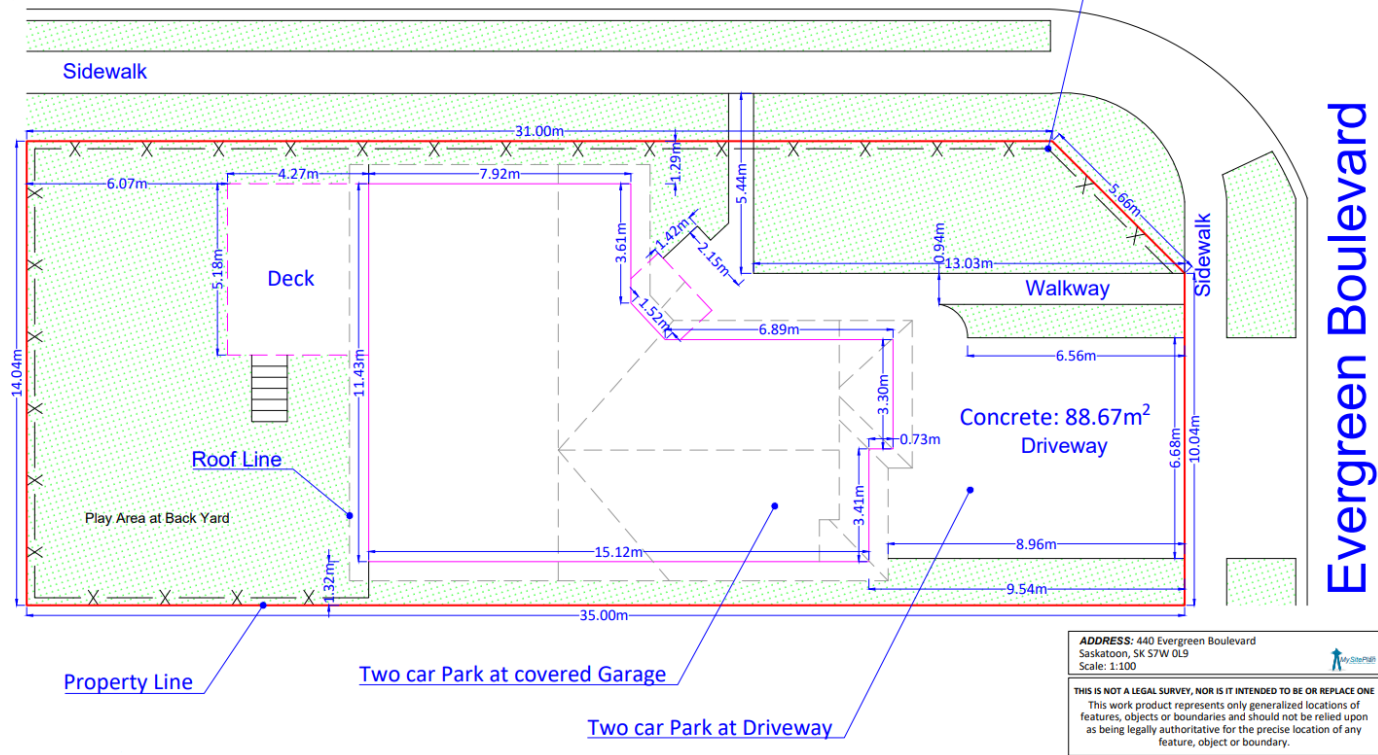 Sidewalk
31.00m
1.29m
5.66m
6.07m
4.27m
7.92m
5.44m
1.42m
2.15m
3.61m
0.94m
13.03m
Sidewalk
5.18m
Deck
Walkway
1.52m
6.89m
6.56m
14.04m
11.43m
3.30m
Concrete: 88.67m²
Driveway
0.73m
6.68m
10.04m
Evergreen Boulevard
Roof Line
3.41m
Play Area at Back Yard
15.12m
8.96m
1.32m
9.54m
35.00m
Property Line
Two car Park at covered Garage
Two car Park at Driveway
ADDRESS: 440 Evergreen Boulevard
Saskatoon, SK S7W 0L9
Scale: 1:100
MySitePlan
THIS IS NOT A LEGAL SURVEY, NOR IS IT INTENDED TO BE OR REPLACE ONE
This work product represents only generalized locations of
features, objects or boundaries and should not be relied upon
as being legally authoritative for the precise location of any
feature, object or boundary.